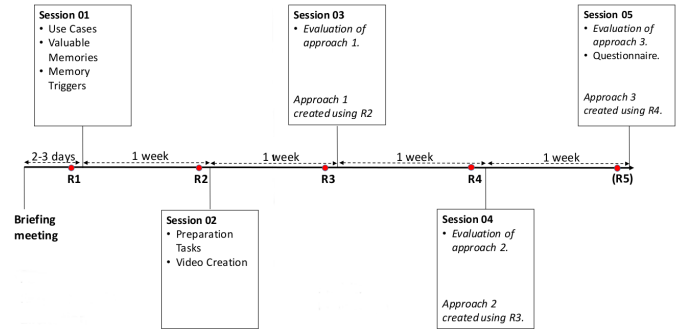 Session 01
• Use Cases
• Valuable
Memories
• Memory
Triggers
Session 03
• Evaluation of
approach 1.
Approach 1
created using R2
Session 05
• Evaluation of
approach 3.
• Questionnaire.
Approach 3
created using R4.
2-3 days
1 week
1 week
1 week
1 week
R1
R2
R3
R4
(R5)
Briefing
meeting
Session 02
• Preparation
Tasks
• Video Creation
Session 04
• Evaluation of
approach 2.
Approach 2
created using R3.